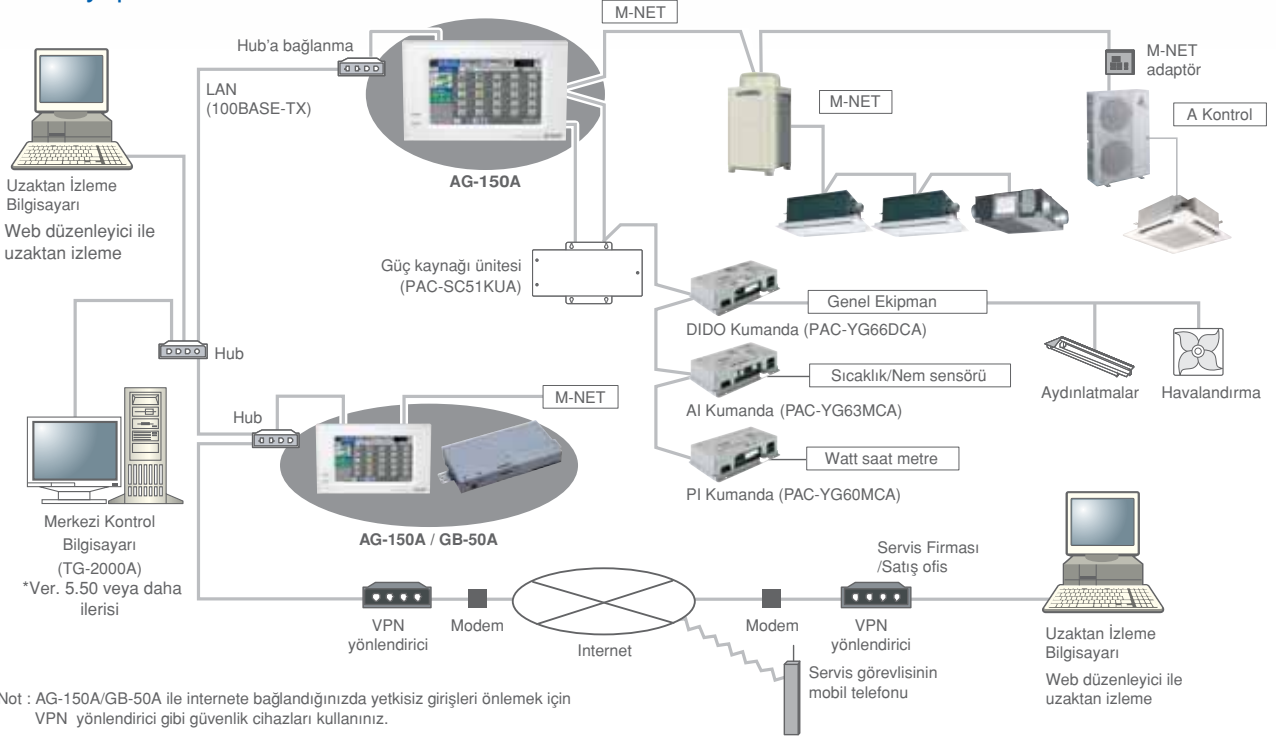 M-NET
Hub'a bağlanma
LAN
(100BASE-TX)
AG-150A
M-NET
M-NET
adaptör
A Kontrol
Uzaktan İzleme
Bilgisayarı
Web düzenleyici ile
uzaktan izleme
Güç kaynağı ünitesi
(PAC-SC51KUA)
Genel Ekipman
DIDO Kumanda (PAC-YG66DCA)
Sıcaklık/Nem sensörü
AI Kumanda (PAC-YG63MCA)
Watt saat metre
PI Kumanda (PAC-YG60MCA)
Aydınlatmalar
Havalandırma
Hub
Hub
M-NET
AG-150A / GB-50A
Merkezi Kontrol
Bilgisayarı
(TG-2000A)
*Ver. 5.50 veya daha
ilerisi
VPN
yönlendirici
Modem
Internet
Modem
VPN
yönlendirici
Servis Firması
/Satış ofis
Servis görevlisinin
mobil telefonu
Uzaktan İzleme
Bilgisayarı
Web düzenleyici ile
uzaktan izleme
Not : AG-150A/GB-50A ile internete bağlandığınızda yetkisiz girişleri önlemek için
VPN yönlendirici gibi güvenlik cihazları kullanınız.